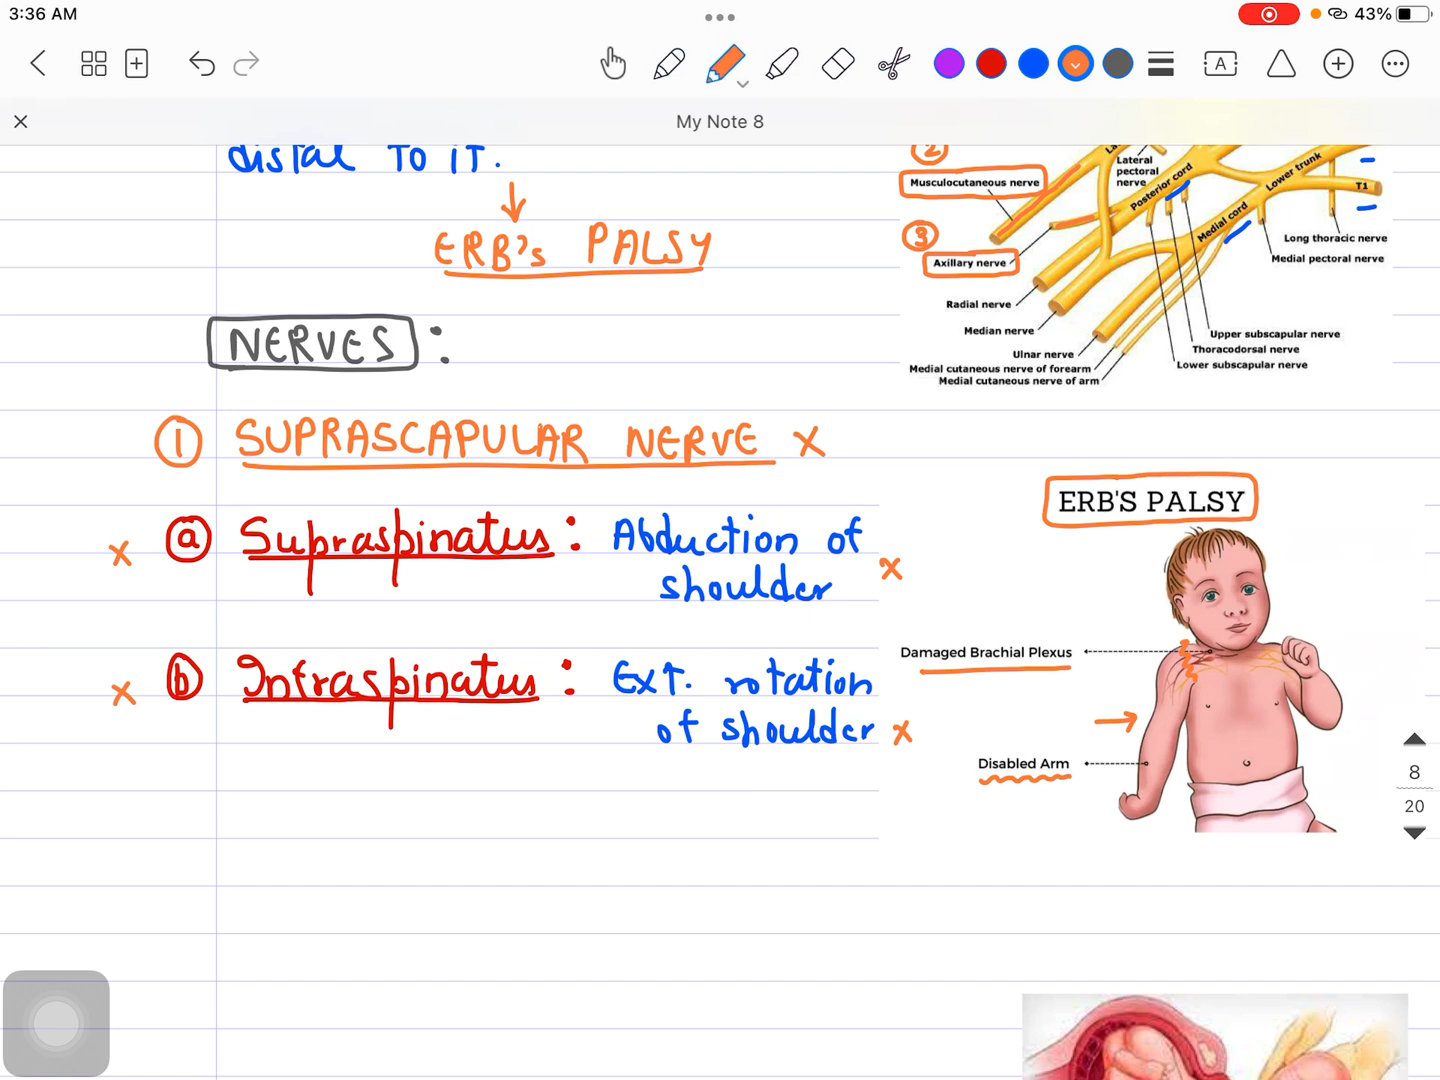 3:36 AM
43%
A
My Note 8
distal TO iT.
ERB's PALSY
NERVES :
① SUPRASCAPULAR NERVE X
X ⓐ Supraspinatus : Abduction of
shoulder X
X ⓑ Infraspinatus : Ext. rotation
of shoulder X
②
Lateral
pectoral
nerve
Musculocutaneous nerve
Posterior cord
Lower trunk
T1
③
Medial cord
Axillary nerve
Long thoracic nerve
Medial pectoral nerve
Radial nerve
Median nerve
Upper subscapular nerve
Ulnar nerve
Thoracodorsal nerve
Medial cutaneous nerve of forearm
Lower subscapular nerve
Medial cutaneous nerve of arm
ERB'S PALSY
Damaged Brachial Plexus
Disabled Arm
8
20